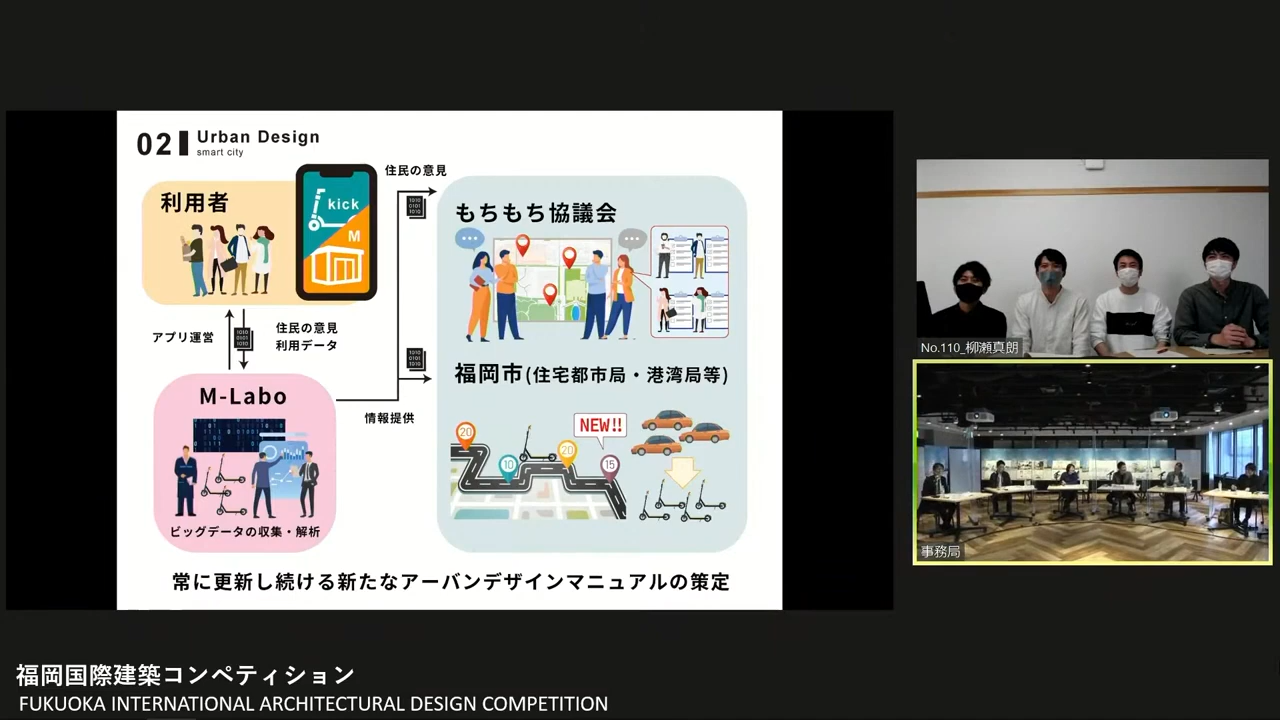 02
Urban Design
smart city
利用者
kick
M
住民の意見
もちもち協議会
アプリ運営
住民の意見
利用データ
M-Labo
ビッグデータの収集・解析
情報提供
福岡市(住宅都市局・港湾局等)
NEW!!
20
10
20
15
常に更新し続ける新たなアーバンデザインマニュアルの策定
No.110_柳瀬真朗
事務局
福岡国際建築コンペティション
FUKUOKA INTERNATIONAL ARCHITECTURAL DESIGN COMPETITION